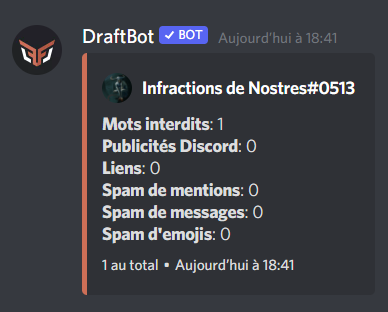 DraftBot ✓ BOT Aujourd'hui à 18:41
Infractions de Nostres#0513
Mots interdits: 1
Publicités Discord: 0
Liens: 0
Spam de mentions: 0
Spam de messages: 0
Spam d'emojis: 0
1 au total • Aujourd'hui à 18:41